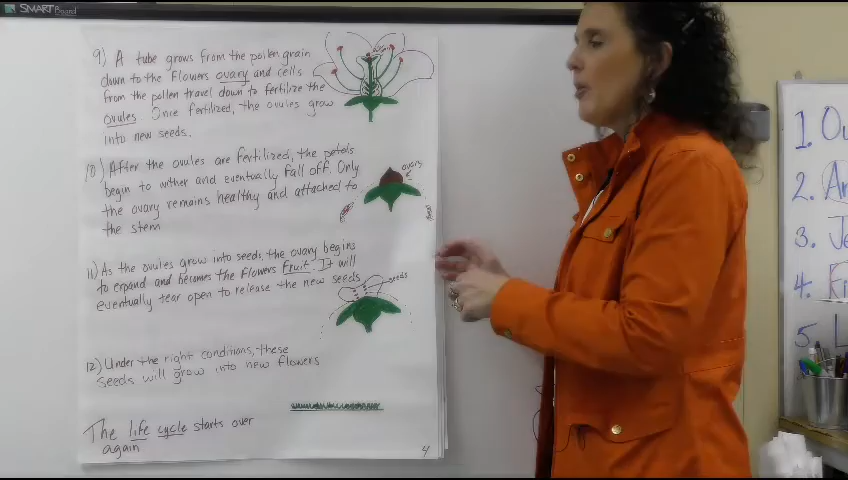 SMART Board
9) A tube grows from the pollen grain
down to the flowers ovary and cells
from the pollen travel down to fertilize the
ovules. Once fertilized, the ovules grow
into new seeds.
10) After the ovules are fertilized, the petals
begin to wither and eventually fall off. Only
the ovary remains healthy and attached to
the stem
ovary
11) As the ovules grow into seeds, the ovary begins
to expand and becomes the flowers fruit. It will
eventually tear open to release the new seeds
seeds
12) Under the right conditions, these
seeds will grow into new flowers
The life cycle starts over
again
4
1.
2.
3.
4.
5